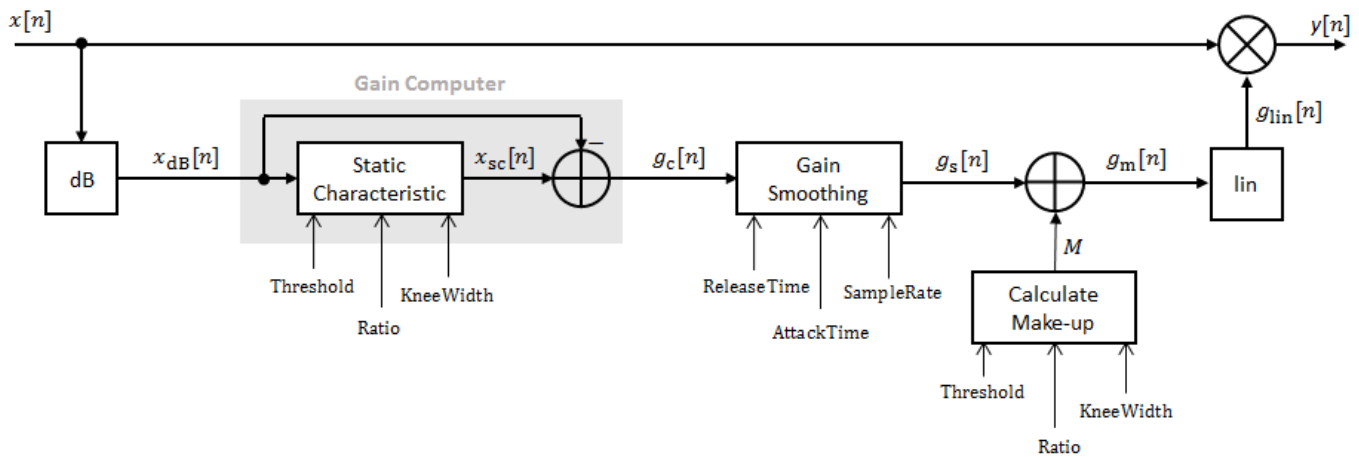 x[n]
y[n]
Gain Computer
g_lin[n]
dB
x_dB[n]
Static
Characteristic
x_sc[n]
−
g_c[n]
Gain
Smoothing
g_s[n]
g_m[n]
lin
M
Threshold
KneeWidth
Ratio
ReleaseTime
SampleRate
AttackTime
Calculate
Make-up
Threshold
KneeWidth
Ratio